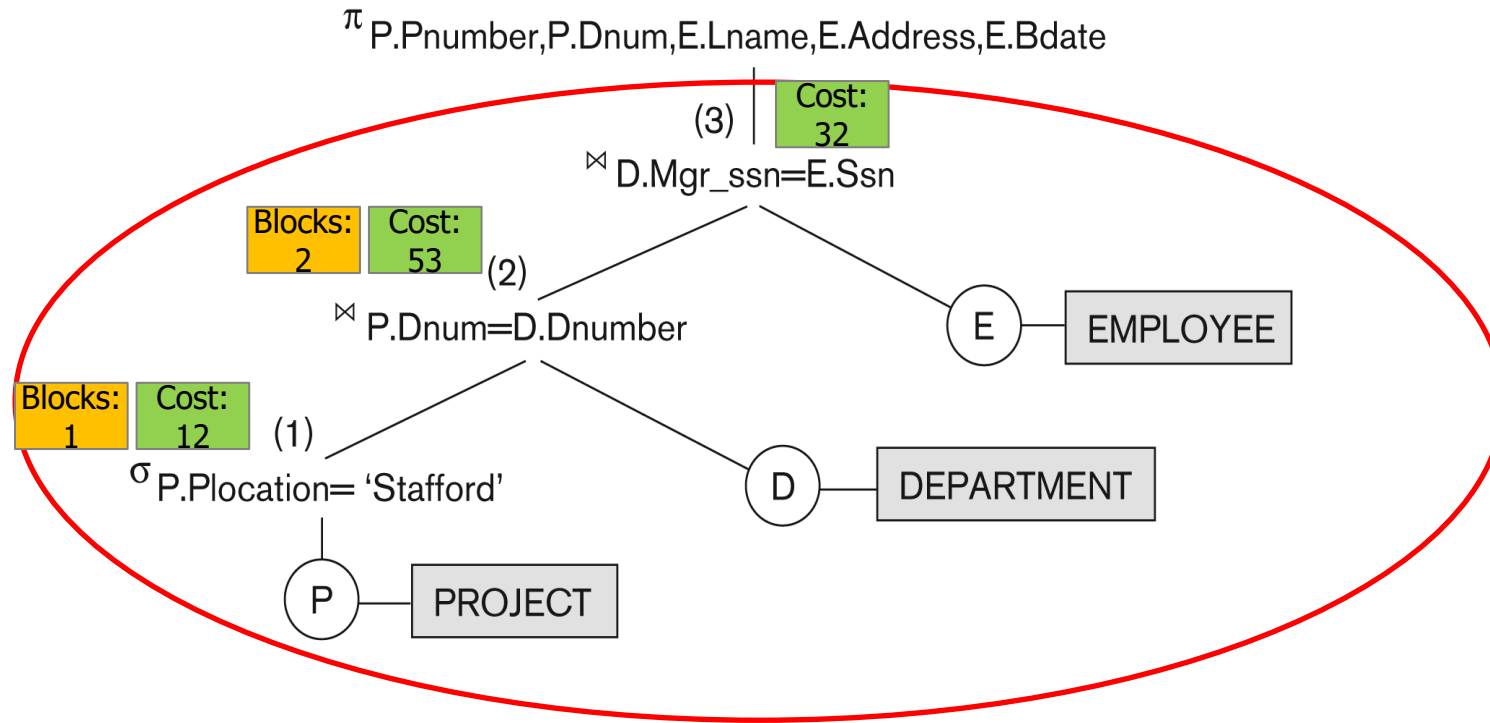 π P.Pnumber,P.Dnum,E.Lname,E.Address,E.Bdate
(3)
Cost:
32
⋈ D.Mgr_ssn=E.Ssn
Blocks:
2
Cost:
53
(2)
⋈ P.Dnum=D.Dnumber
E
EMPLOYEE
Blocks:
1
Cost:
12
(1)
σ P.Plocation= ‘Stafford’
D
DEPARTMENT
P
PROJECT